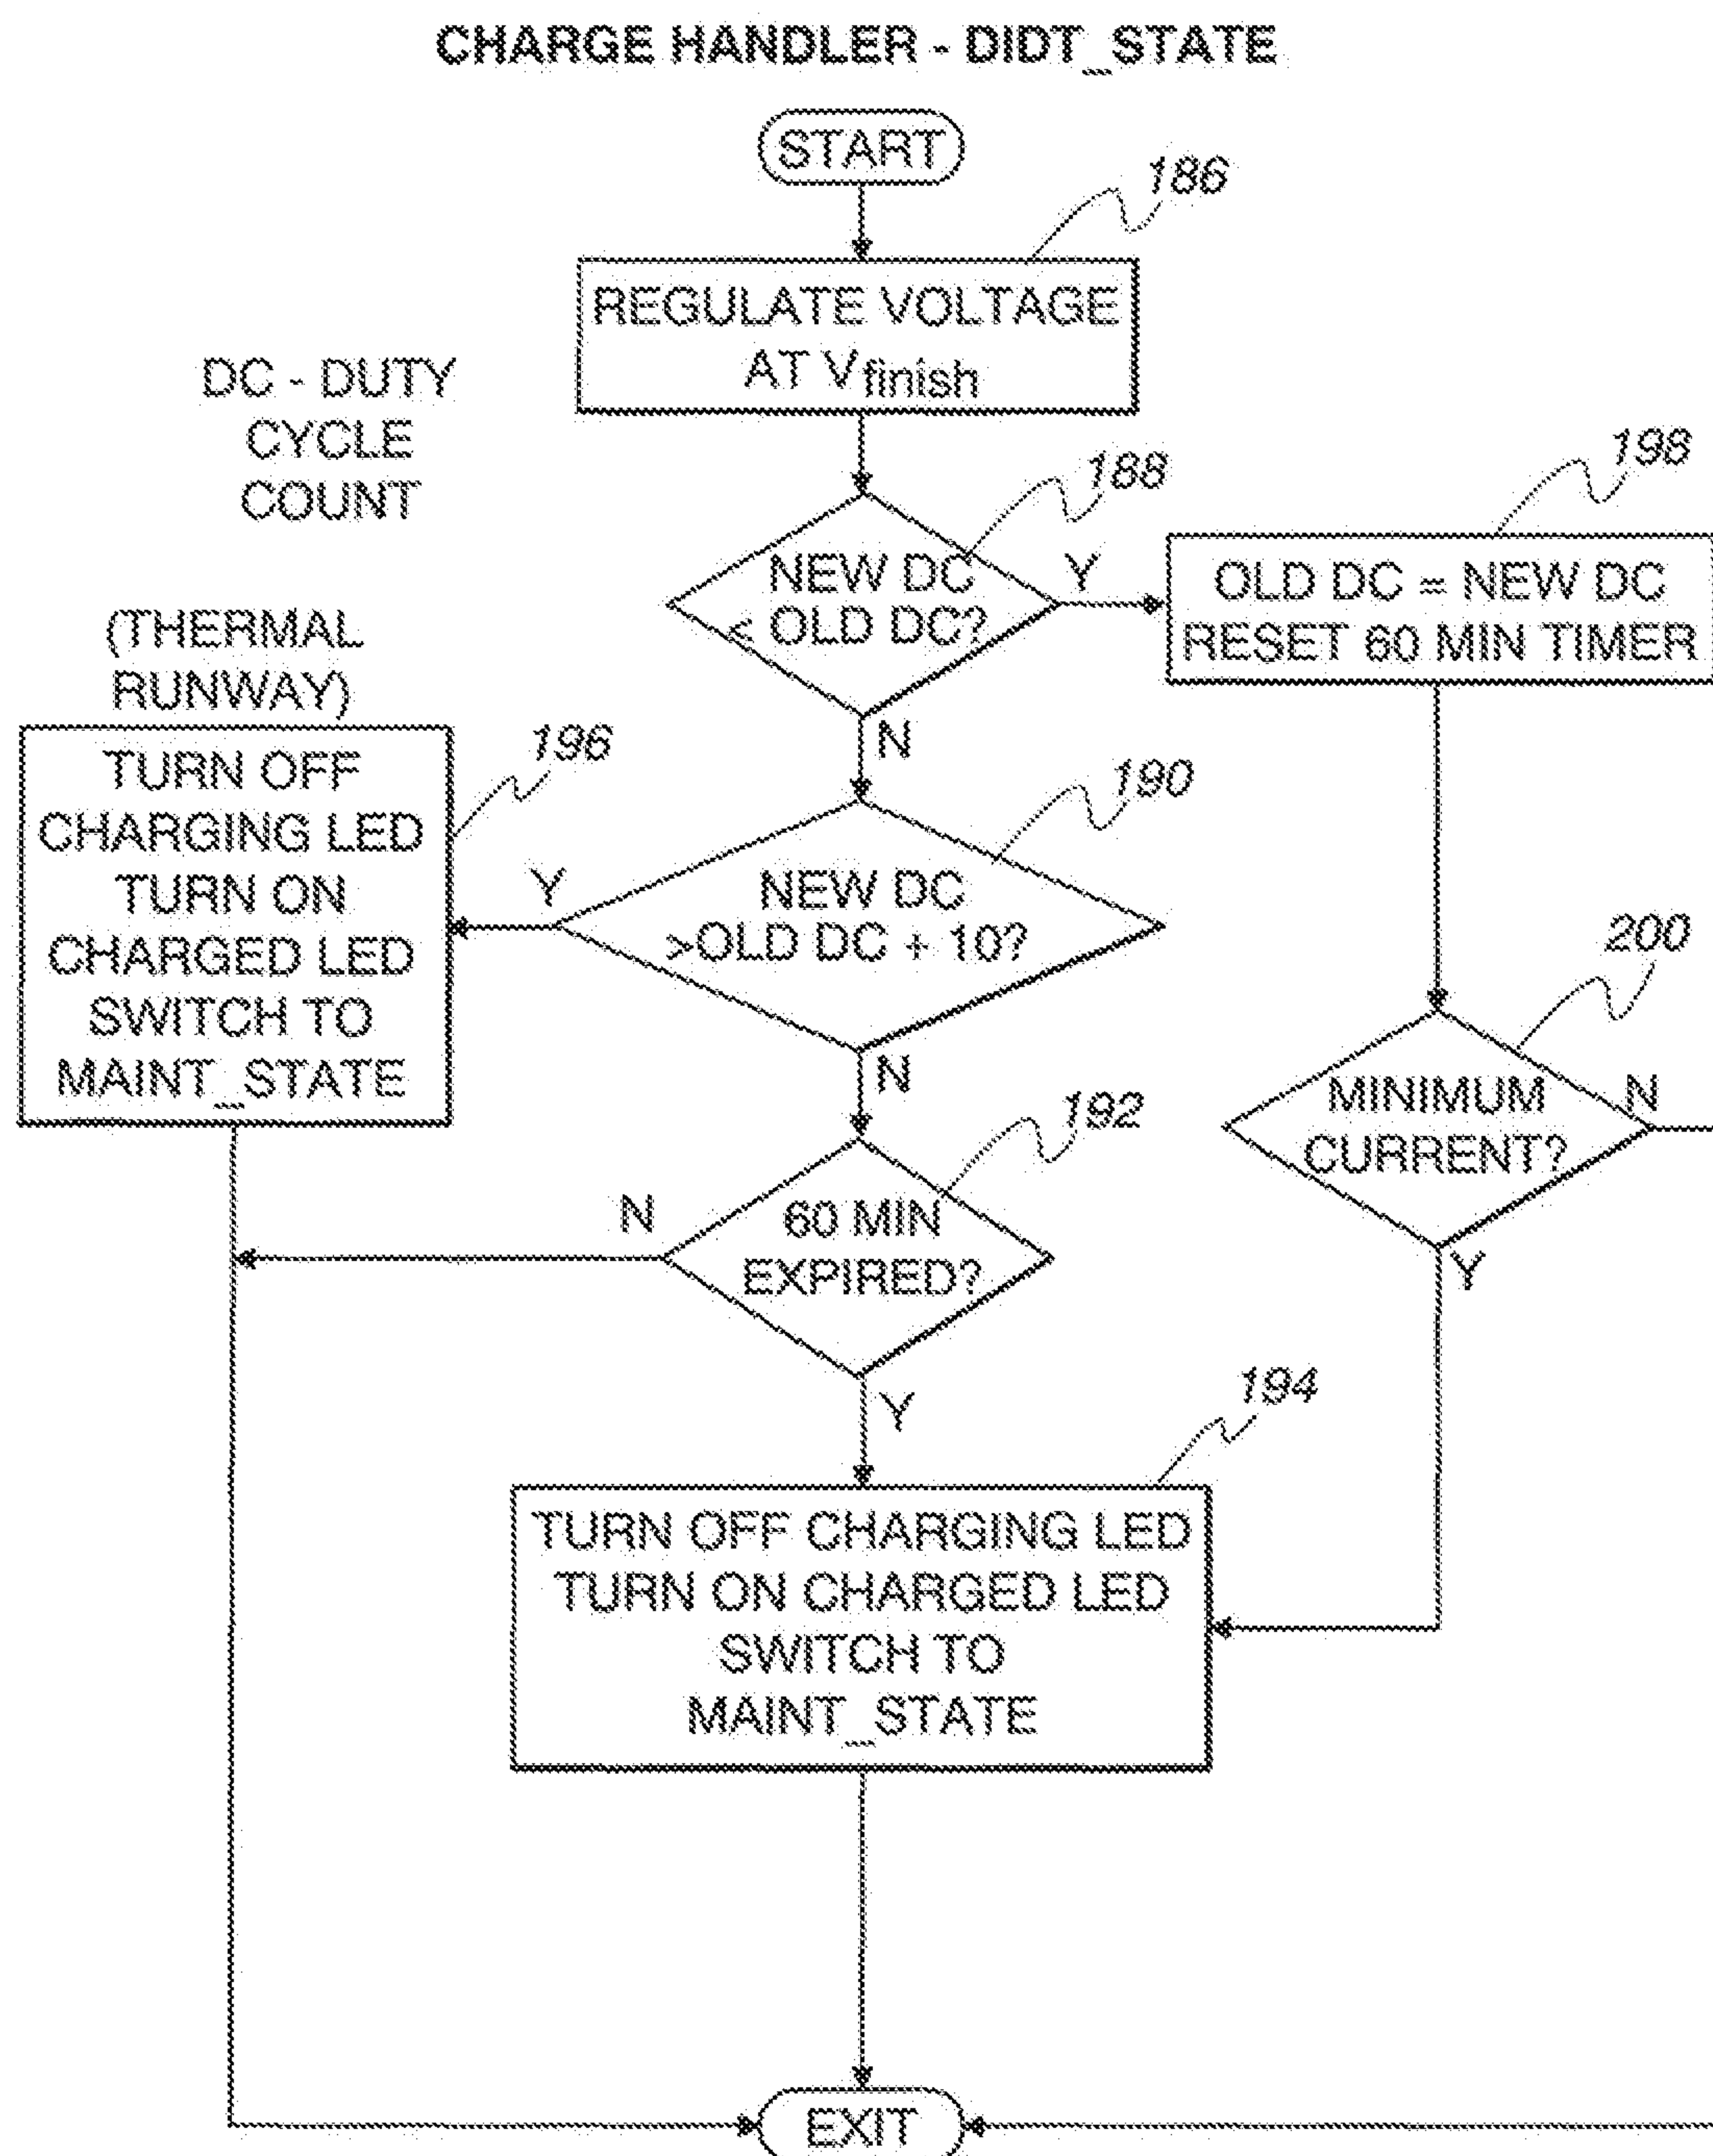 CHARGE HANDLER - DIDT_STATE
START
186
REGULATE VOLTAGE
AT Vfinish
DC - DUTY
CYCLE
COUNT
188
NEW DC
< OLD DC?
Y
N
198
OLD DC = NEW DC
RESET 60 MIN TIMER
(THERMAL
RUNWAY)
196
TURN OFF
CHARGING LED
TURN ON
CHARGED LED
SWITCH TO
MAINT_STATE
190
Y
NEW DC
>OLD DC + 10?
N
200
MINIMUM
CURRENT?
N
Y
192
N
60 MIN
EXPIRED?
Y
194
TURN OFF CHARGING LED
TURN ON CHARGED LED
SWITCH TO
MAINT_STATE
EXIT